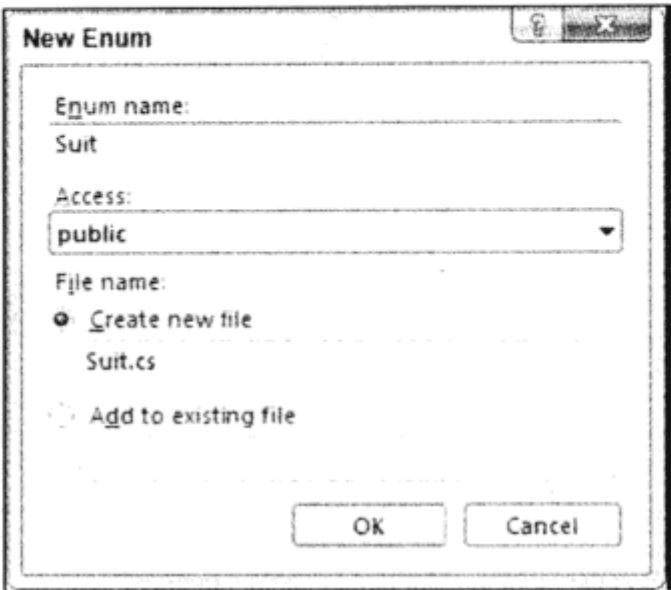 New Enum
Enum name:
Suit
Access:
public
File name:
Create new file
Suit.cs
Add to existing file
OK
Cancel